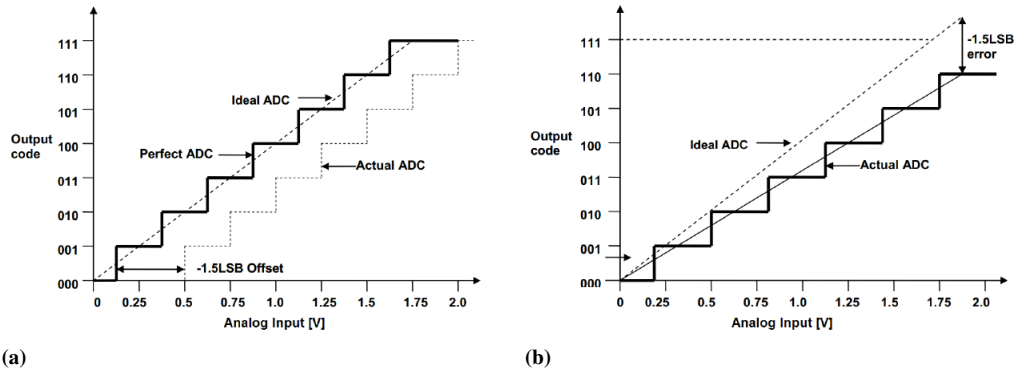 111
110
101
100
011
010
001
000
Output
code
Ideal ADC
Perfect ADC
Actual ADC
-1.5LSB Offset
0 0.25 0.5 0.75 1.0 1.25 1.5 1.75 2.0
Analog Input [V]
(a)
111
110
101
100
011
010
001
000
Output
code
-1.5LSB
error
Ideal ADC
Actual ADC
0 0.25 0.5 0.75 1.0 1.25 1.5 1.75 2.0
Analog Input [V]
(b)